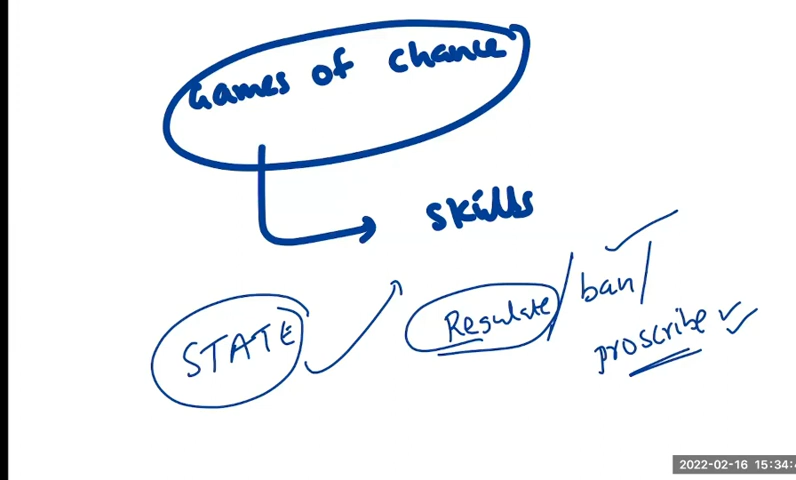 Games of chance
skills
STATE
Regulate / ban /
proscribe
2022-02-16 15:34: